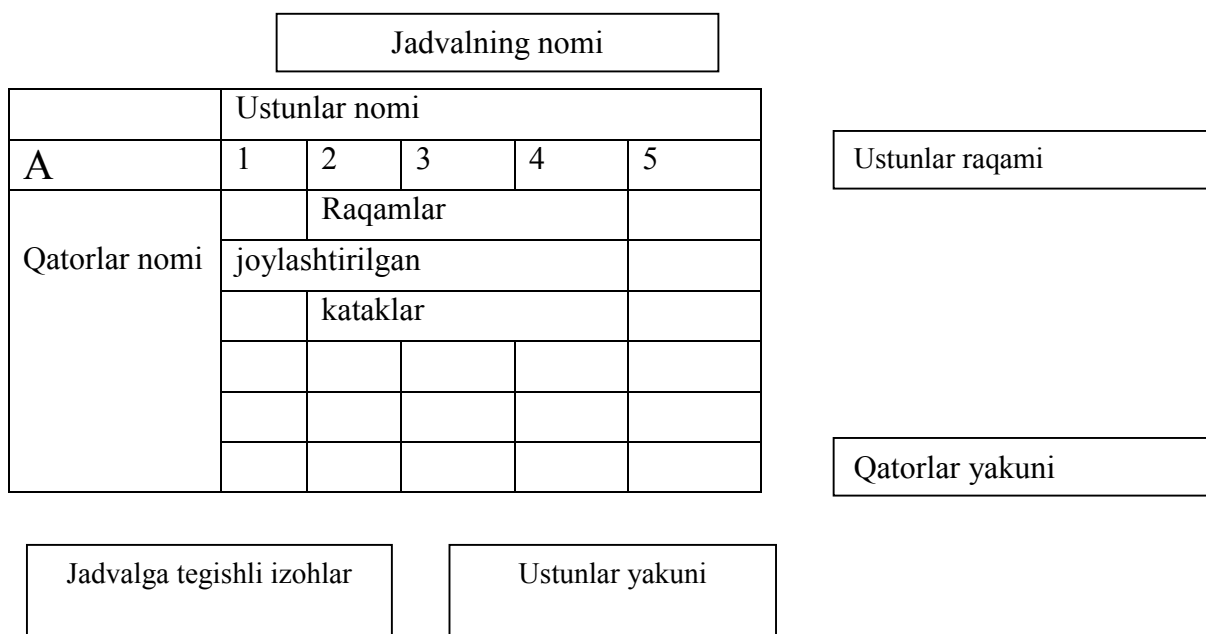 Jadvalning nomi
Ustunlar nomi
A 1 2 3 4 5
Ustunlar raqami
Raqamlar
Qatorlar nomi joylashtirilgan
kataklar
Qatorlar yakuni
Jadvalga tegishli izohlar
Ustunlar yakuni